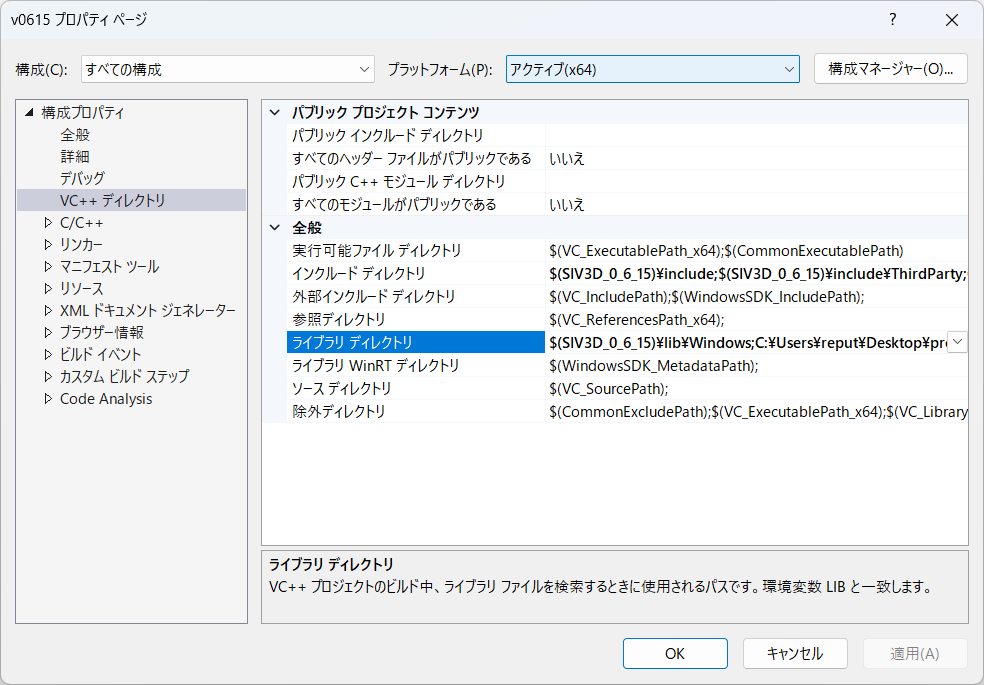 v0615 プロパティ ページ
?
構成(C): すべての構成 プラットフォーム(P): アクティブ(x64) 構成マネージャー(O)...
構成プロパティ
全般
詳細
デバッグ
VC++ ディレクトリ
C/C++
リンカー
マニフェスト ツール
リソース
XML ドキュメント ジェネレーター
ブラウザー情報
ビルド イベント
カスタム ビルド ステップ
Code Analysis
パブリック プロジェクト コンテンツ
パブリック インクルード ディレクトリ
すべてのヘッダー ファイルがパブリックである いいえ
パブリック C++ モジュール ディレクトリ
すべてのモジュールがパブリックである いいえ
全般
実行可能ファイル ディレクトリ $(VC_ExecutablePath_x64);$(CommonExecutablePath)
インクルード ディレクトリ $(SIV3D_0_6_15)¥include;$(SIV3D_0_6_15)¥include¥ThirdParty;
外部インクルード ディレクトリ $(VC_IncludePath);$(WindowsSDK_IncludePath);
参照ディレクトリ $(VC_ReferencesPath_x64);
ライブラリ ディレクトリ $(SIV3D_0_6_15)¥lib¥Windows;C:¥Users¥reput¥Desktop¥pr
ライブラリ WinRT ディレクトリ $(WindowsSDK_MetadataPath);
ソース ディレクトリ $(VC_SourcePath);
除外ディレクトリ $(CommonExcludePath);$(VC_ExecutablePath_x64);$(VC_Library
ライブラリ ディレクトリ
VC++ プロジェクトのビルド中、ライブラリ ファイルを検索するときに使用されるパスです。環境変数 LIB と一致します。
OK キャンセル 適用(A)